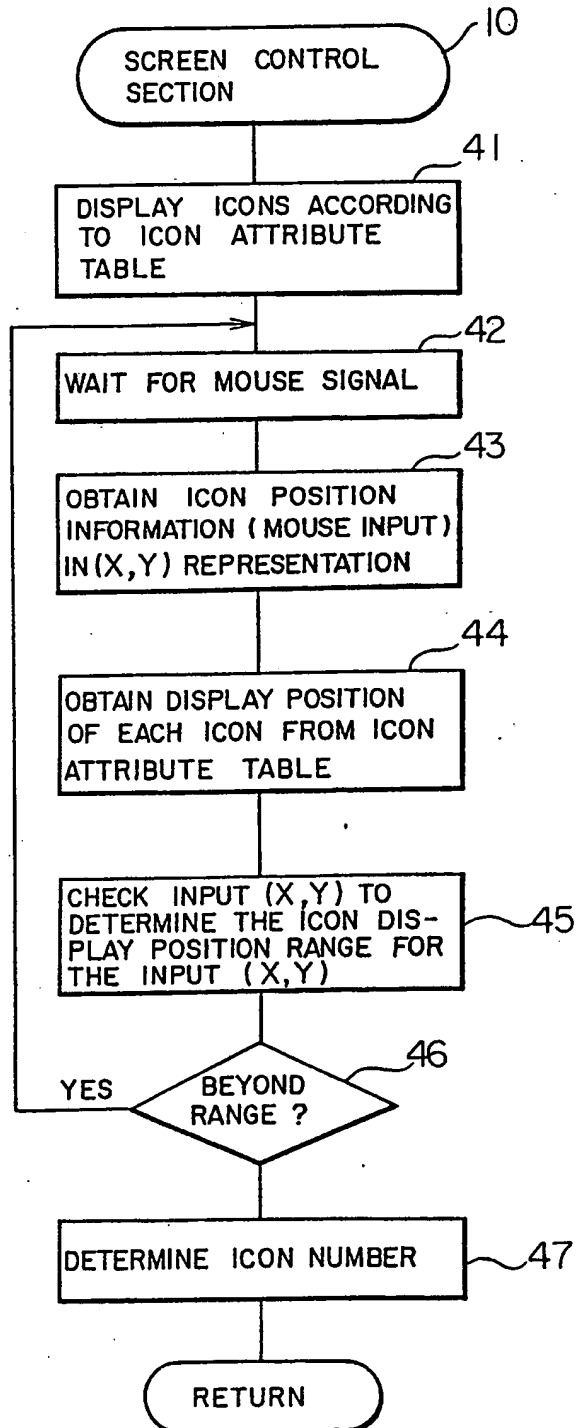 10
SCREEN CONTROL
SECTION
41
DISPLAY ICONS ACCORDING
TO ICON ATTRIBUTE
TABLE
42
WAIT FOR MOUSE SIGNAL
43
OBTAIN ICON POSITION
INFORMATION (MOUSE INPUT)
IN (X,Y) REPRESENTATION
44
OBTAIN DISPLAY POSITION
OF EACH ICON FROM ICON
ATTRIBUTE TABLE
CHECK INPUT (X,Y) TO
DETERMINE THE ICON DIS-
PLAY POSITION RANGE FOR
THE INPUT (X,Y)
45
46
YES
BEYOND
RANGE ?
DETERMINE ICON NUMBER
47
RETURN